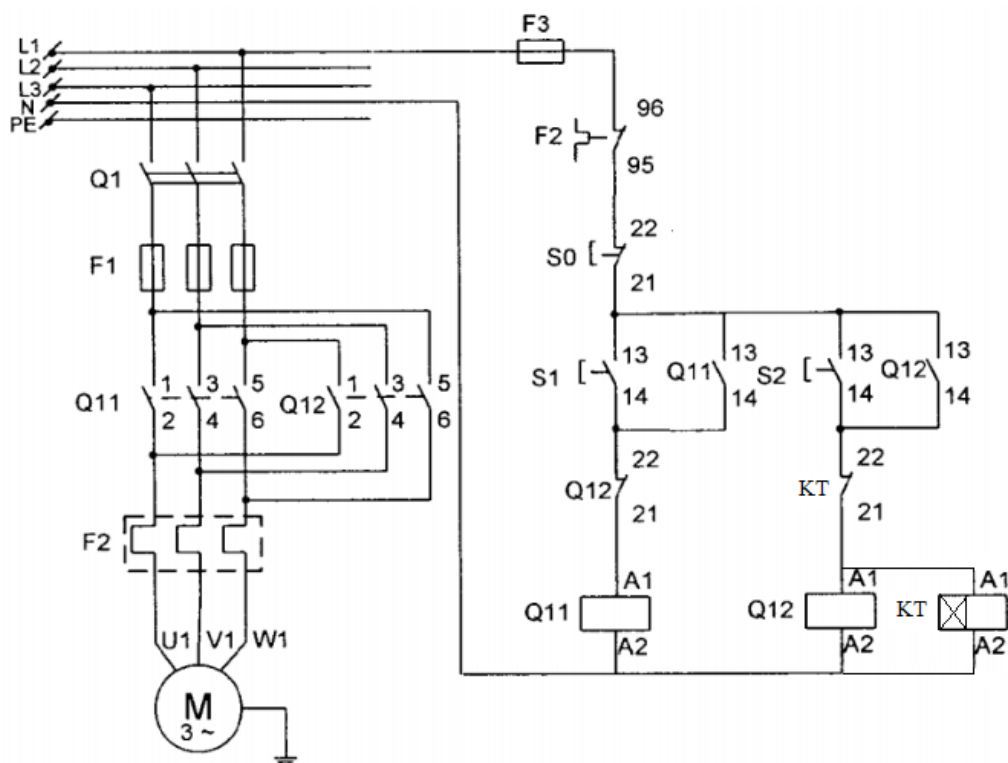 L1
L2
L3
N
PE
F3
96
F2
95
Q1
22
S0
21
F1
13 13 13 13
S1 Q11 S2 Q12
14 14 14 14
1 3 5 1 3 5
Q11 Q12
2 4 6 2 4 6
22 22
Q12 KT
21 21
F2
A1 A1 A1
Q11 Q12 KT
A2 A2 A2
U1 V1 W1
M
3 ~